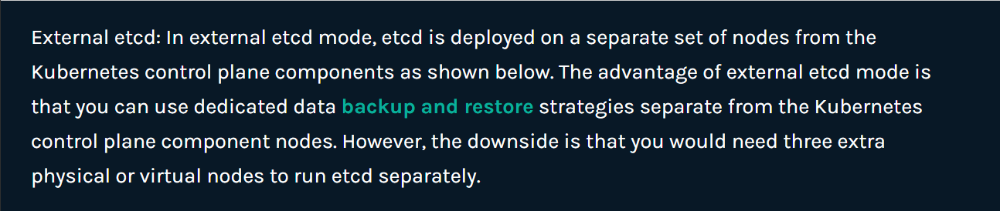 External etcd: In external etcd mode, etcd is deployed on a separate set of nodes from the
Kubernetes control plane components as shown below. The advantage of external etcd mode is
that you can use dedicated data backup and restore strategies separate from the Kubernetes
control plane component nodes. However, the downside is that you would need three extra
physical or virtual nodes to run etcd separately.